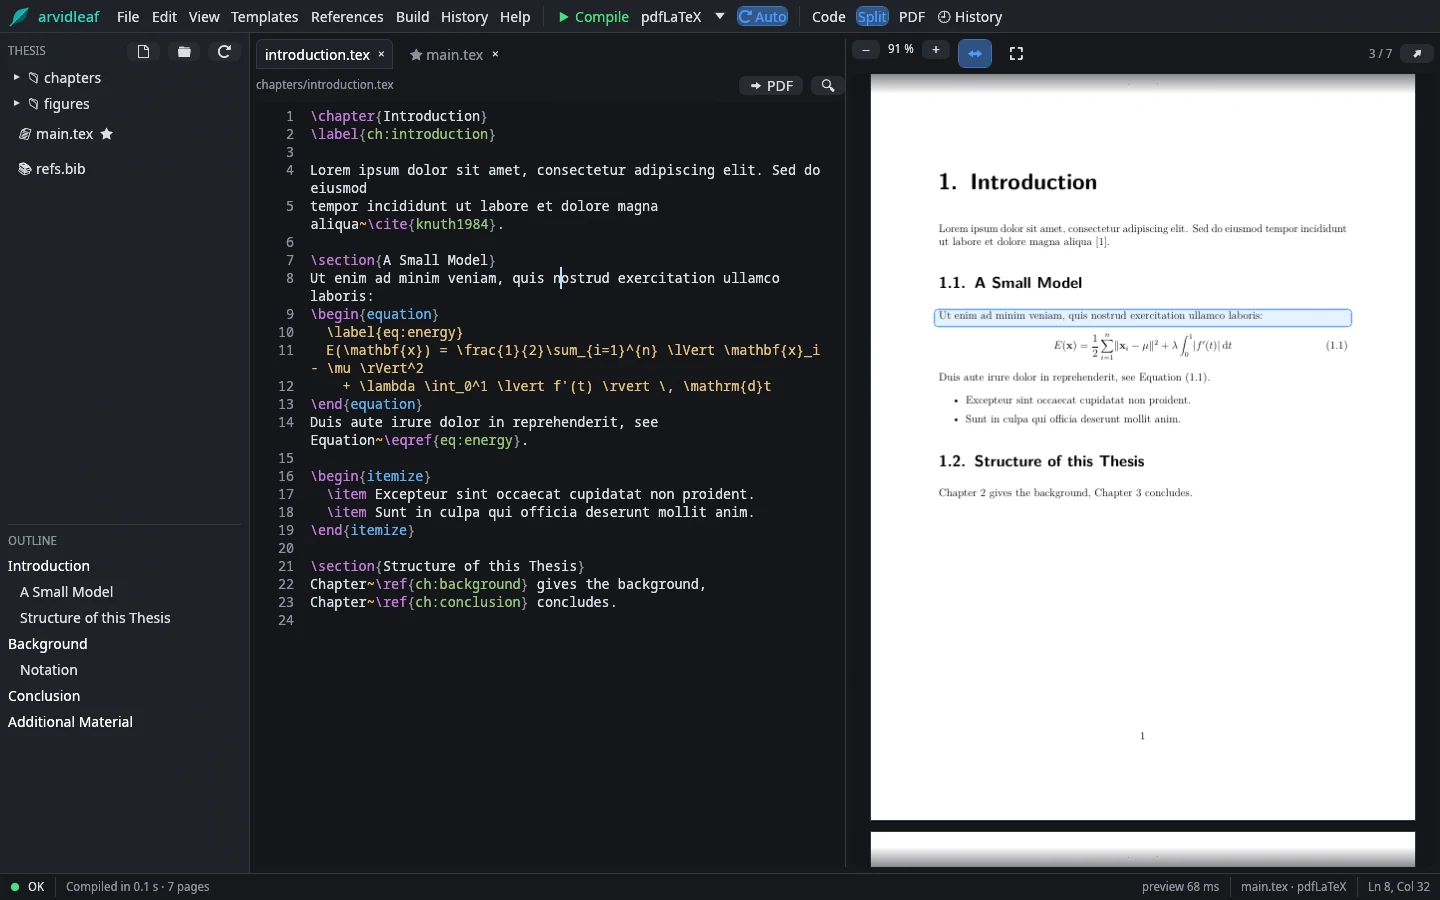 arvidleaf File Edit View Templates References Build History Help Compile pdfLaTeX Auto Code Split PDF History
THESIS
chapters
figures
main.tex
refs.bib
OUTLINE
Introduction
A Small Model
Structure of this Thesis
Background
Notation
Conclusion
Additional Material
introduction.tex × main.tex ×
chapters/introduction.tex PDF
1 \chapter{Introduction}
2 \label{ch:introduction}
3
4 Lorem ipsum dolor sit amet, consectetur adipiscing elit. Sed do
eiusmod
5 tempor incididunt ut labore et dolore magna
aliqua~\cite{knuth1984}.
6
7 \section{A Small Model}
8 Ut enim ad minim veniam, quis nostrud exercitation ullamco
laboris:
9 \begin{equation}
10 \label{eq:energy}
11 E(\mathbf{x}) = \frac{1}{2}\sum_{i=1}^{n} \lVert \mathbf{x}_i
- \mu \rVert^2
12 + \lambda \int_0^1 \lvert f'(t) \rvert \, \mathrm{d}t
13 \end{equation}
14 Duis aute irure dolor in reprehenderit, see
Equation~\eqref{eq:energy}.
15
16 \begin{itemize}
17 \item Excepteur sint occaecat cupidatat non proident.
18 \item Sunt in culpa qui officia deserunt mollit anim.
19 \end{itemize}
20
21 \section{Structure of this Thesis}
22 Chapter~\ref{ch:background} gives the background,
23 Chapter~\ref{ch:conclusion} concludes.
24
− 91 % + 3 / 7
1. Introduction
Lorem ipsum dolor sit amet, consectetur adipiscing elit. Sed do eiusmod tempor incididunt
ut labore et dolore magna aliqua [1].
1.1. A Small Model
Ut enim ad minim veniam, quis nostrud exercitation ullamco laboris:
E(x) = 1/2 ∑_{i=1}^{n} ‖x_i − μ‖² + λ ∫_0^1 |f′(t)| dt (1.1)
Duis aute irure dolor in reprehenderit, see Equation (1.1).
• Excepteur sint occaecat cupidatat non proident.
• Sunt in culpa qui officia deserunt mollit anim.
1.2. Structure of this Thesis
Chapter 2 gives the background, Chapter 3 concludes.
1
OK Compiled in 0.1 s · 7 pages preview 68 ms main.tex · pdfLaTeX Ln 8, Col 32